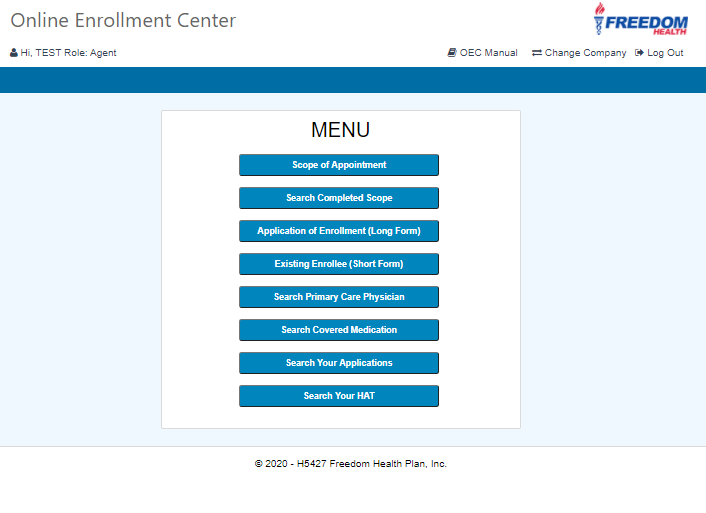 Online Enrollment Center
FREEDOM
HEALTH
Hi, TEST Role: Agent
OEC Manual
Change Company
Log Out
MENU
Scope of Appointment
Search Completed Scope
Application of Enrollment (Long Form)
Existing Enrollee (Short Form)
Search Primary Care Physician
Search Covered Medication
Search Your Applications
Search Your HAT
© 2020 - H5427 Freedom Health Plan, Inc.